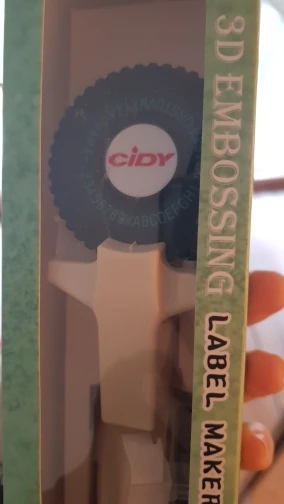 3D EMBOSSING LABEL MAKER
CiDY